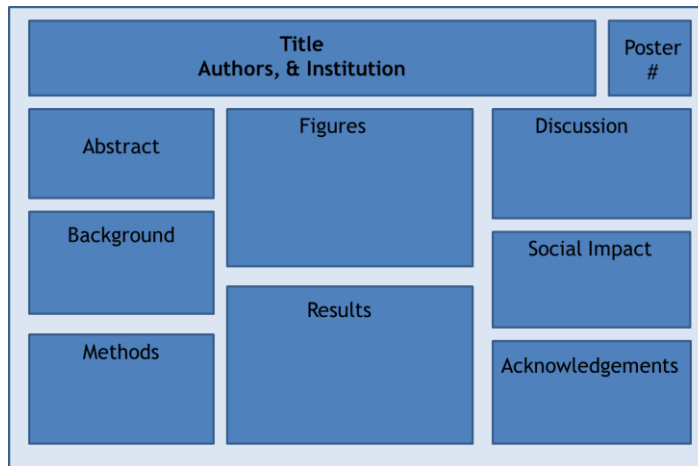 Title
Authors, & Institution
Poster
#
Abstract
Background
Methods
Figures
Results
Discussion
Social Impact
Acknowledgements